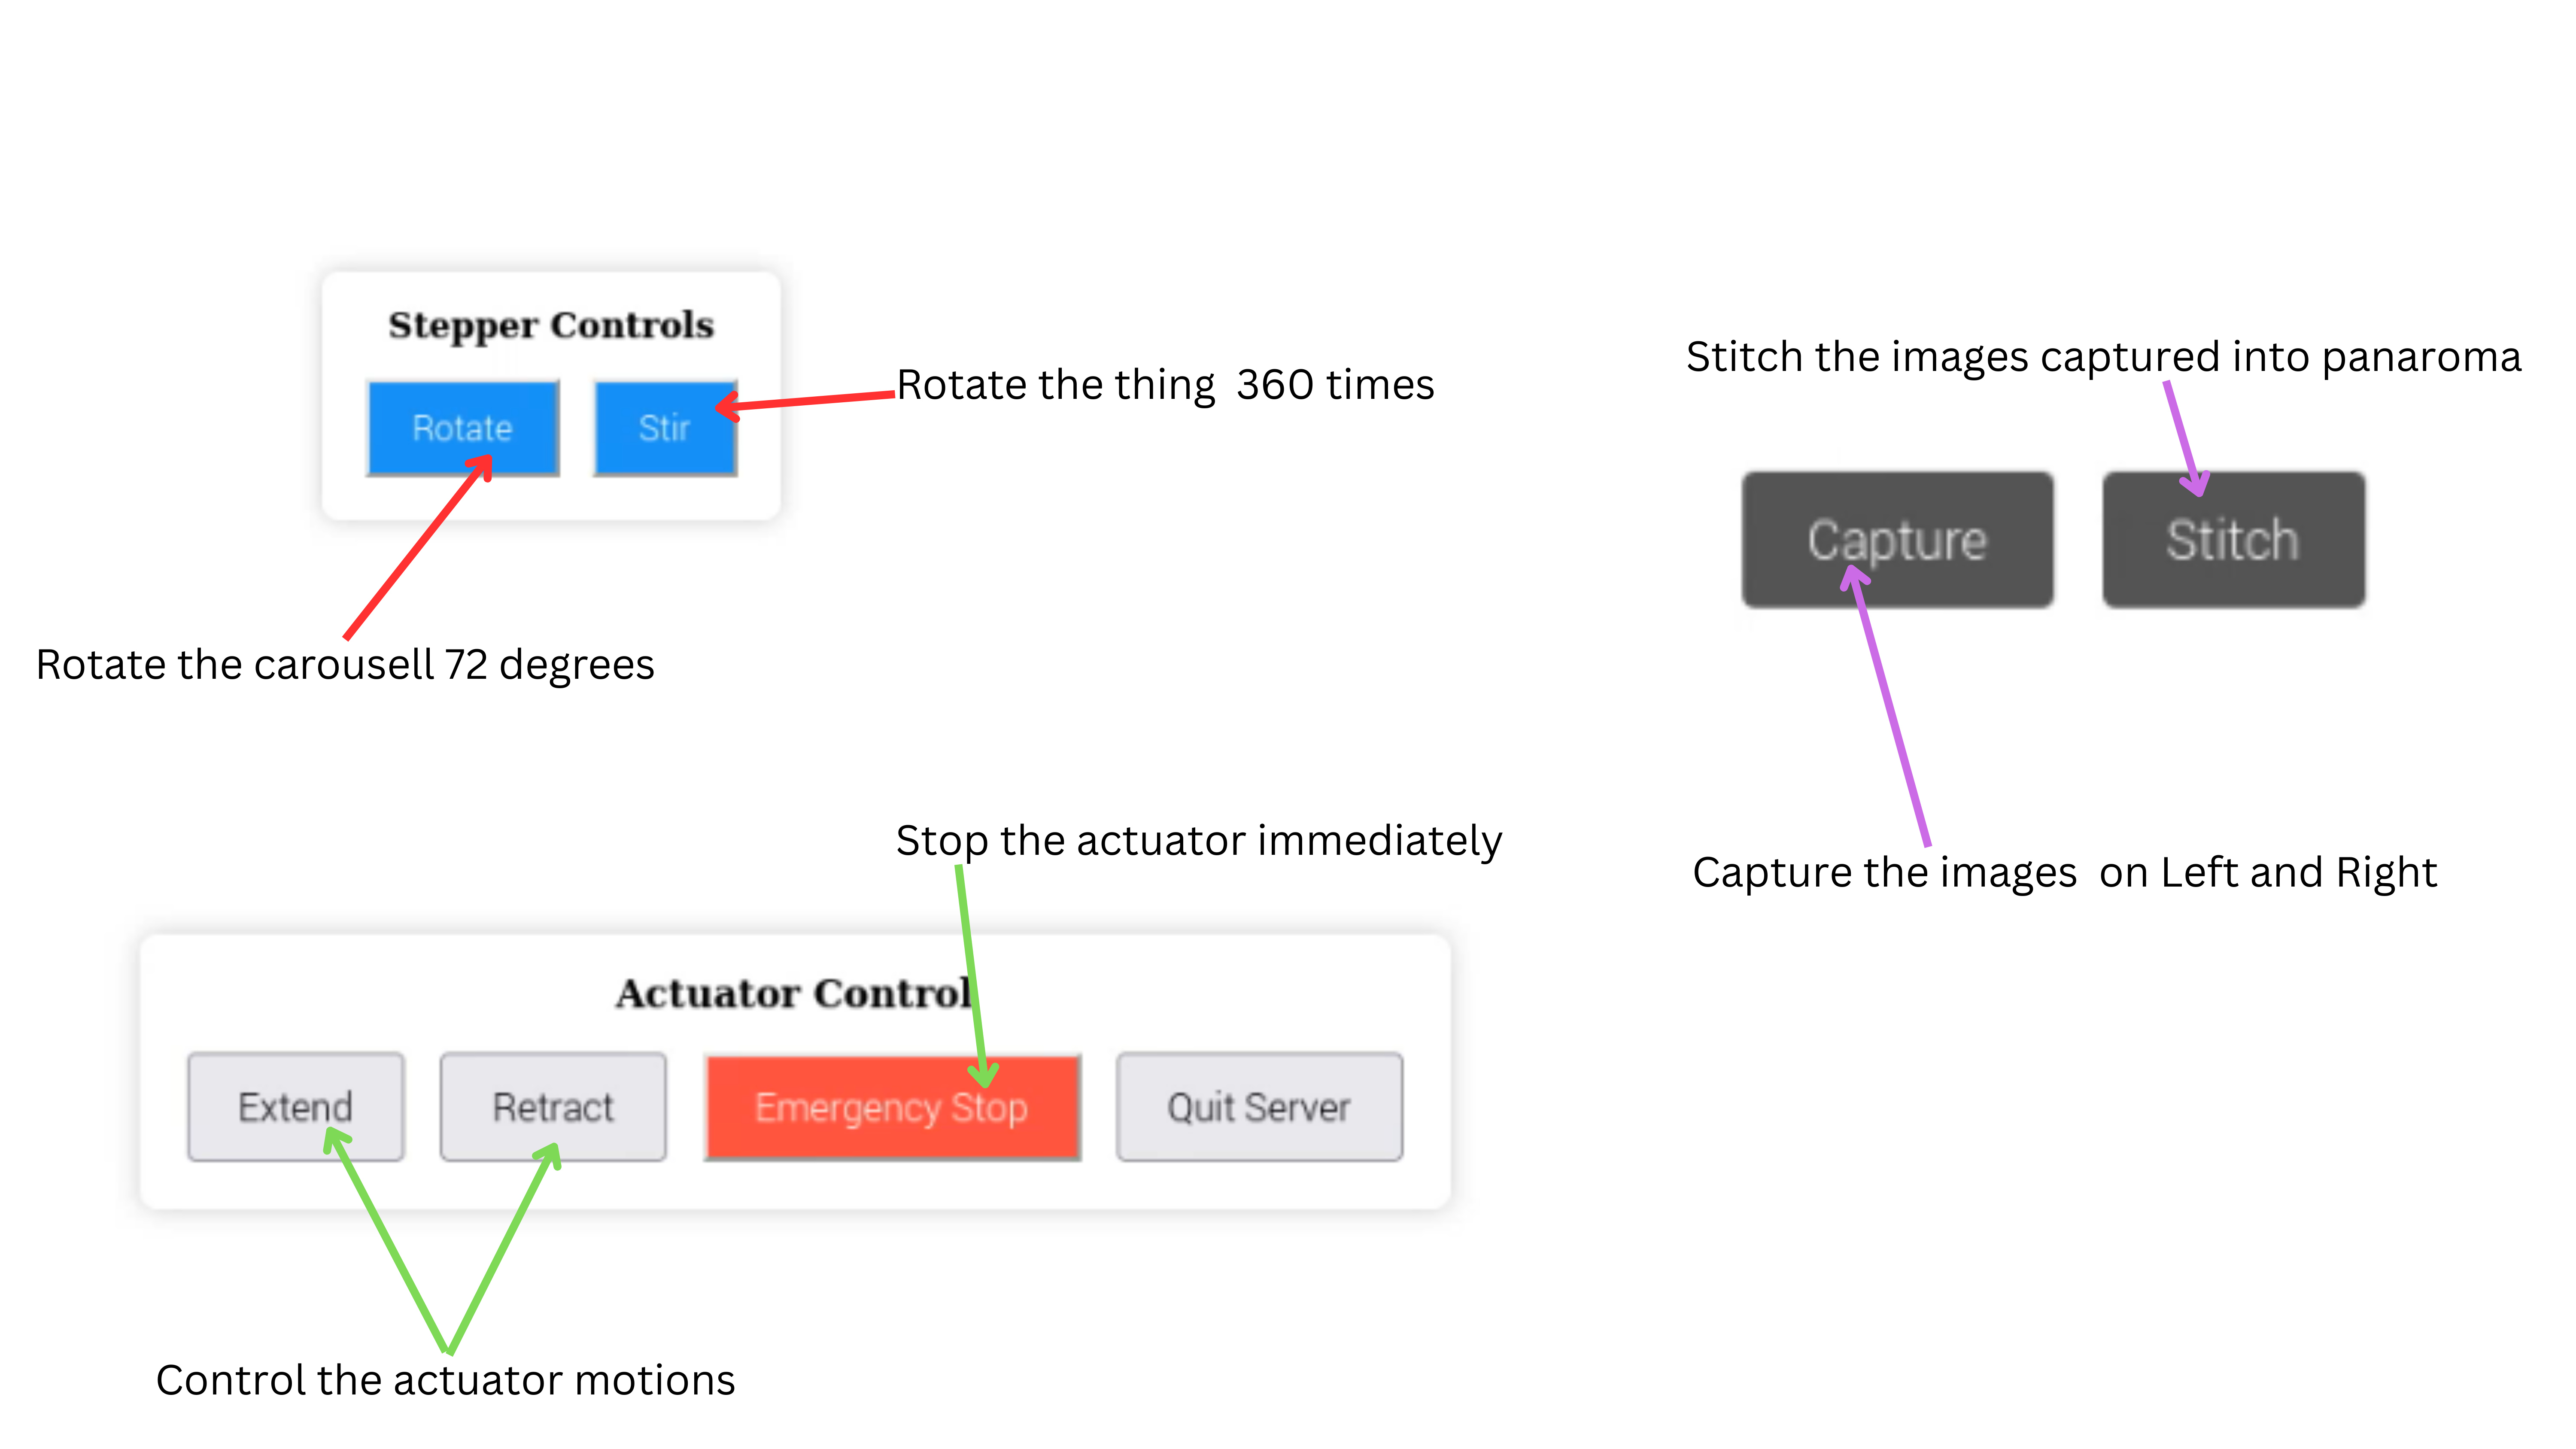 Stepper Controls
Rotate
Stir
Rotate the thing  360 times
Rotate the carousell 72 degrees
Stitch the images captured into panaroma
Capture
Stitch
Capture the images  on Left and Right
Stop the actuator immediately
Actuator Control
Extend
Retract
Emergency Stop
Quit Server
Control the actuator motions